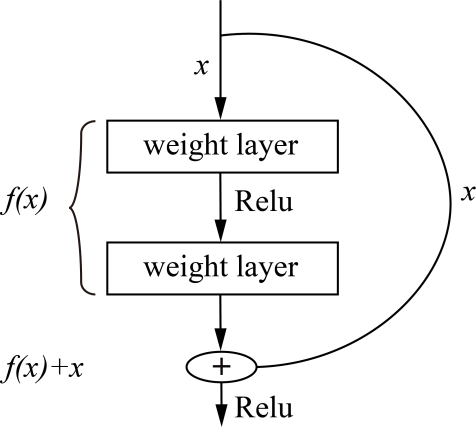 x
weight layer
f(x)
Relu
x
weight layer
f(x)+x
+
Relu